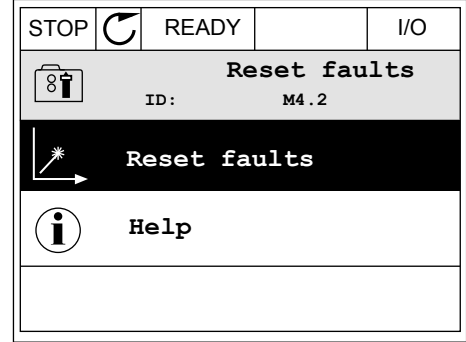 STOP READY I/O
Reset faults
ID: M4.2
Reset faults
Help